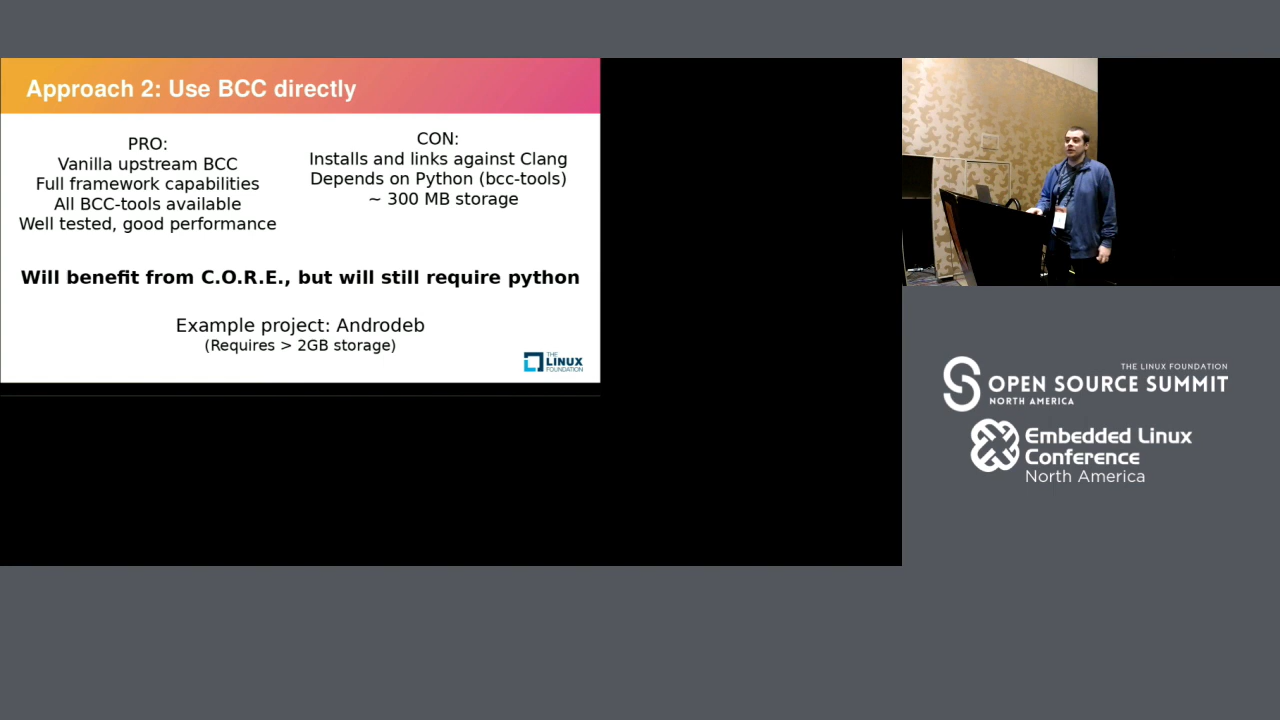 Approach 2: Use BCC directly
PRO:
Vanilla upstream BCC
Full framework capabilities
All BCC-tools available
Well tested, good performance
CON:
Installs and links against Clang
Depends on Python (bcc-tools)
~ 300 MB storage
Will benefit from C.O.R.E., but will still require python
Example project: Androdeb
(Requires > 2GB storage)
THE
LINUX
FOUNDATION
THE LINUX FOUNDATION
OPEN SOURCE SUMMIT
NORTH AMERICA
Embedded Linux
Conference
North America